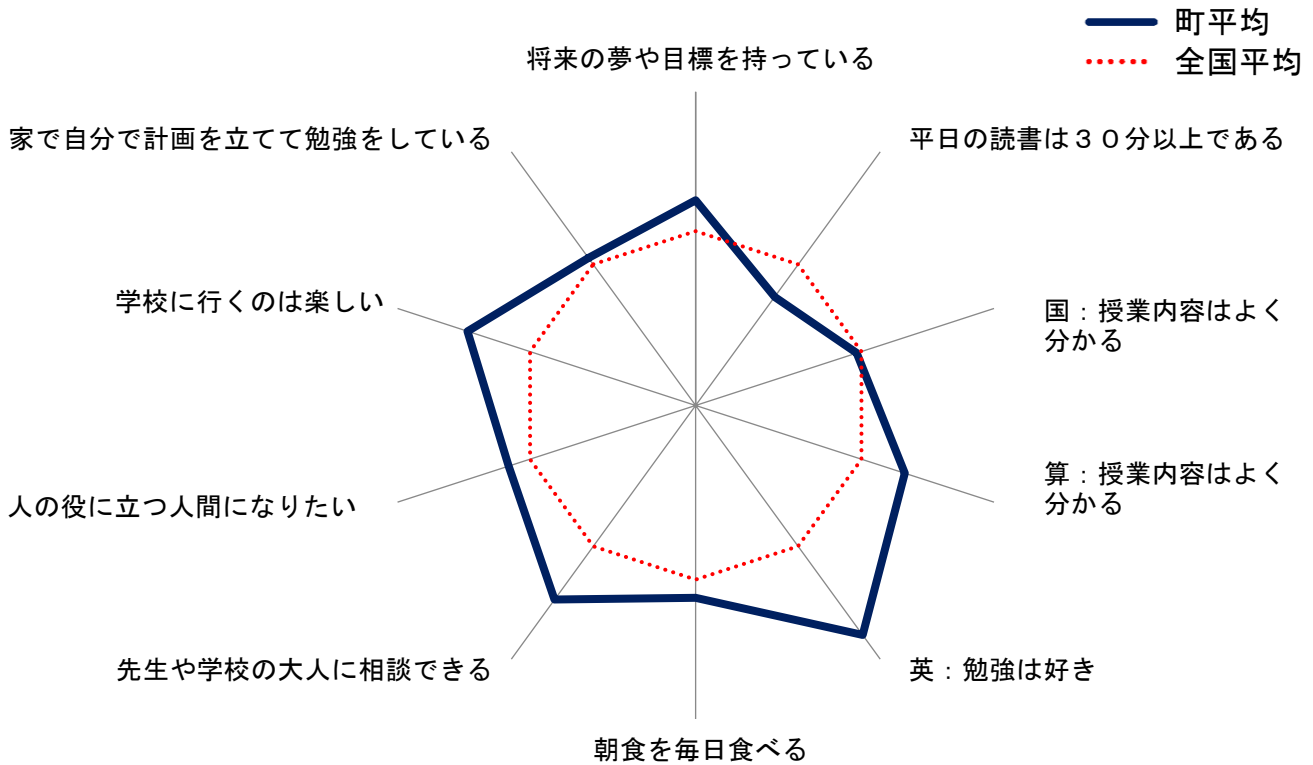 町平均
全国平均
将来の夢や目標を持っている
平日の読書は３０分以上である
国：授業内容はよく
分かる
算：授業内容はよく
分かる
英：勉強は好き
朝食を毎日食べる
先生や学校の大人に相談できる
人の役に立つ人間になりたい
学校に行くのは楽しい
家で自分で計画を立てて勉強をしている